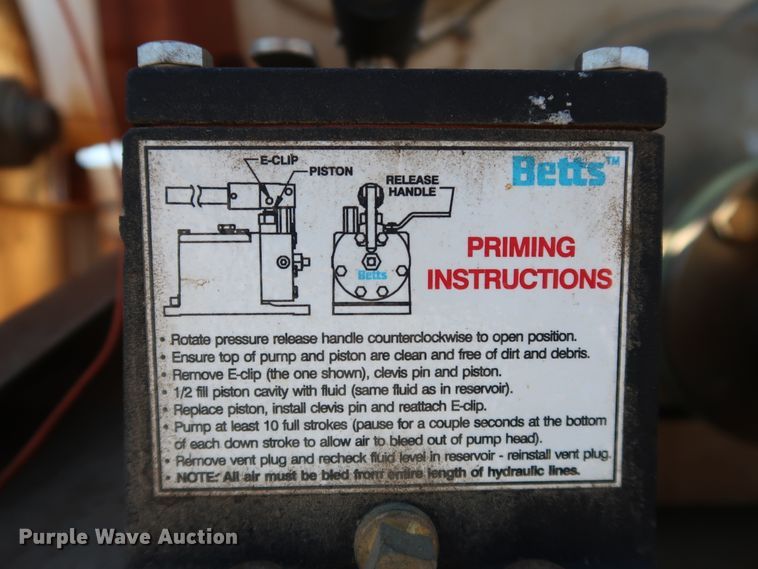 Betts™
E-CLIP
PISTON
RELEASE
HANDLE
Betts
PRIMING
INSTRUCTIONS
• Rotate pressure release handle counterclockwise to open position.
• Ensure top of pump and piston are clean and free of dirt and debris.
• Remove E-clip (the one shown), clevis pin and piston.
• 1/2 fill piston cavity with fluid (same fluid as in reservoir).
• Replace piston, install clevis pin and reattach E-clip.
• Pump at least 10 full strokes (pause for a couple seconds at the bottom
of each down stroke to allow air to bleed out of pump head).
• Remove vent plug and recheck fluid level in reservoir - reinstall vent plug.
• NOTE: All air must be bled from entire length of hydraulic lines.
Purple Wave Auction